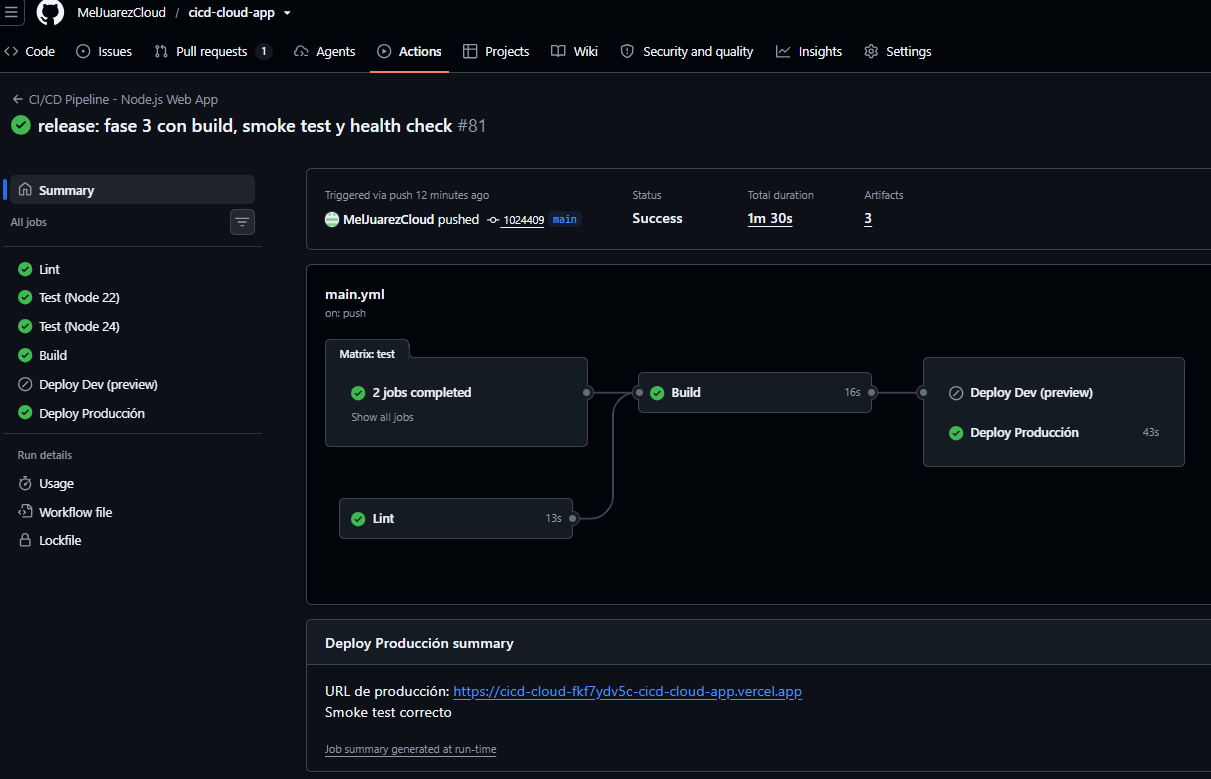 MelJuarezCloud / cicd-cloud-app
Code Issues Pull requests 1 Agents Actions Projects Wiki Security and quality Insights Settings
CI/CD Pipeline - Node.js Web App
release: fase 3 con build, smoke test y health check #81
Summary
All jobs
Lint
Test (Node 22)
Test (Node 24)
Build
Deploy Dev (preview)
Deploy Producción
Run details
Usage
Workflow file
Lockfile
Triggered via push 12 minutes ago
MelJuarezCloud pushed 1024409 main
Status
Success
Total duration
1m 30s
Artifacts
3
main.yml
on: push
Matrix: test
2 jobs completed
Show all jobs
Lint 13s
Build 16s
Deploy Dev (preview)
Deploy Producción 43s
Deploy Producción summary
URL de producción: https://cicd-cloud-fkf7ydv5c-cicd-cloud-app.vercel.app
Smoke test correcto
Job summary generated at run-time